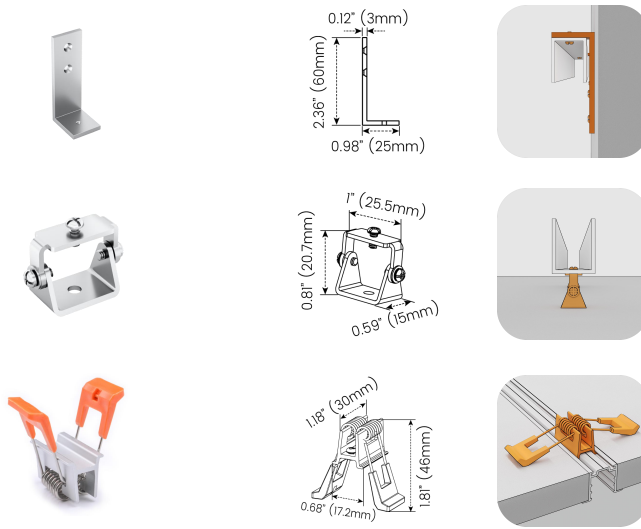 0.12" (3mm)
2.36" (60mm)
0.98" (25mm)
1" (25.5mm)
0.81" (20.7mm)
0.59" (15mm)
1.18" (30mm)
1.81" (46mm)
0.68" (17.2mm)